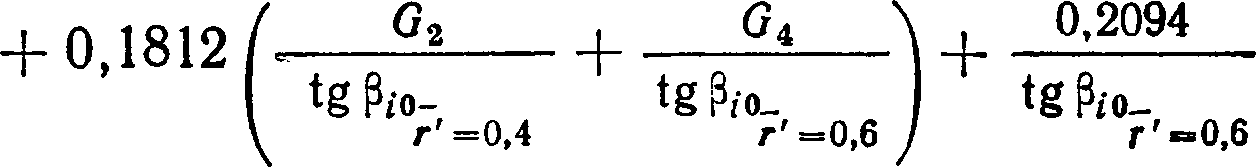 + 0,1812 ( G₂ / tg β_{i0 r̄′=0,4} + G₄ / tg β_{i0 r̄′=0,6} ) + 0,2094 / tg β_{i0 r̄′=0,6}